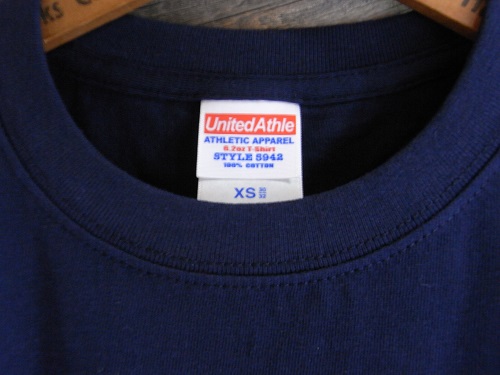 UnitedAthle
ATHLETIC APPAREL
6.2oz T-Shirt
STYLE 5942
100% COTTON
XS